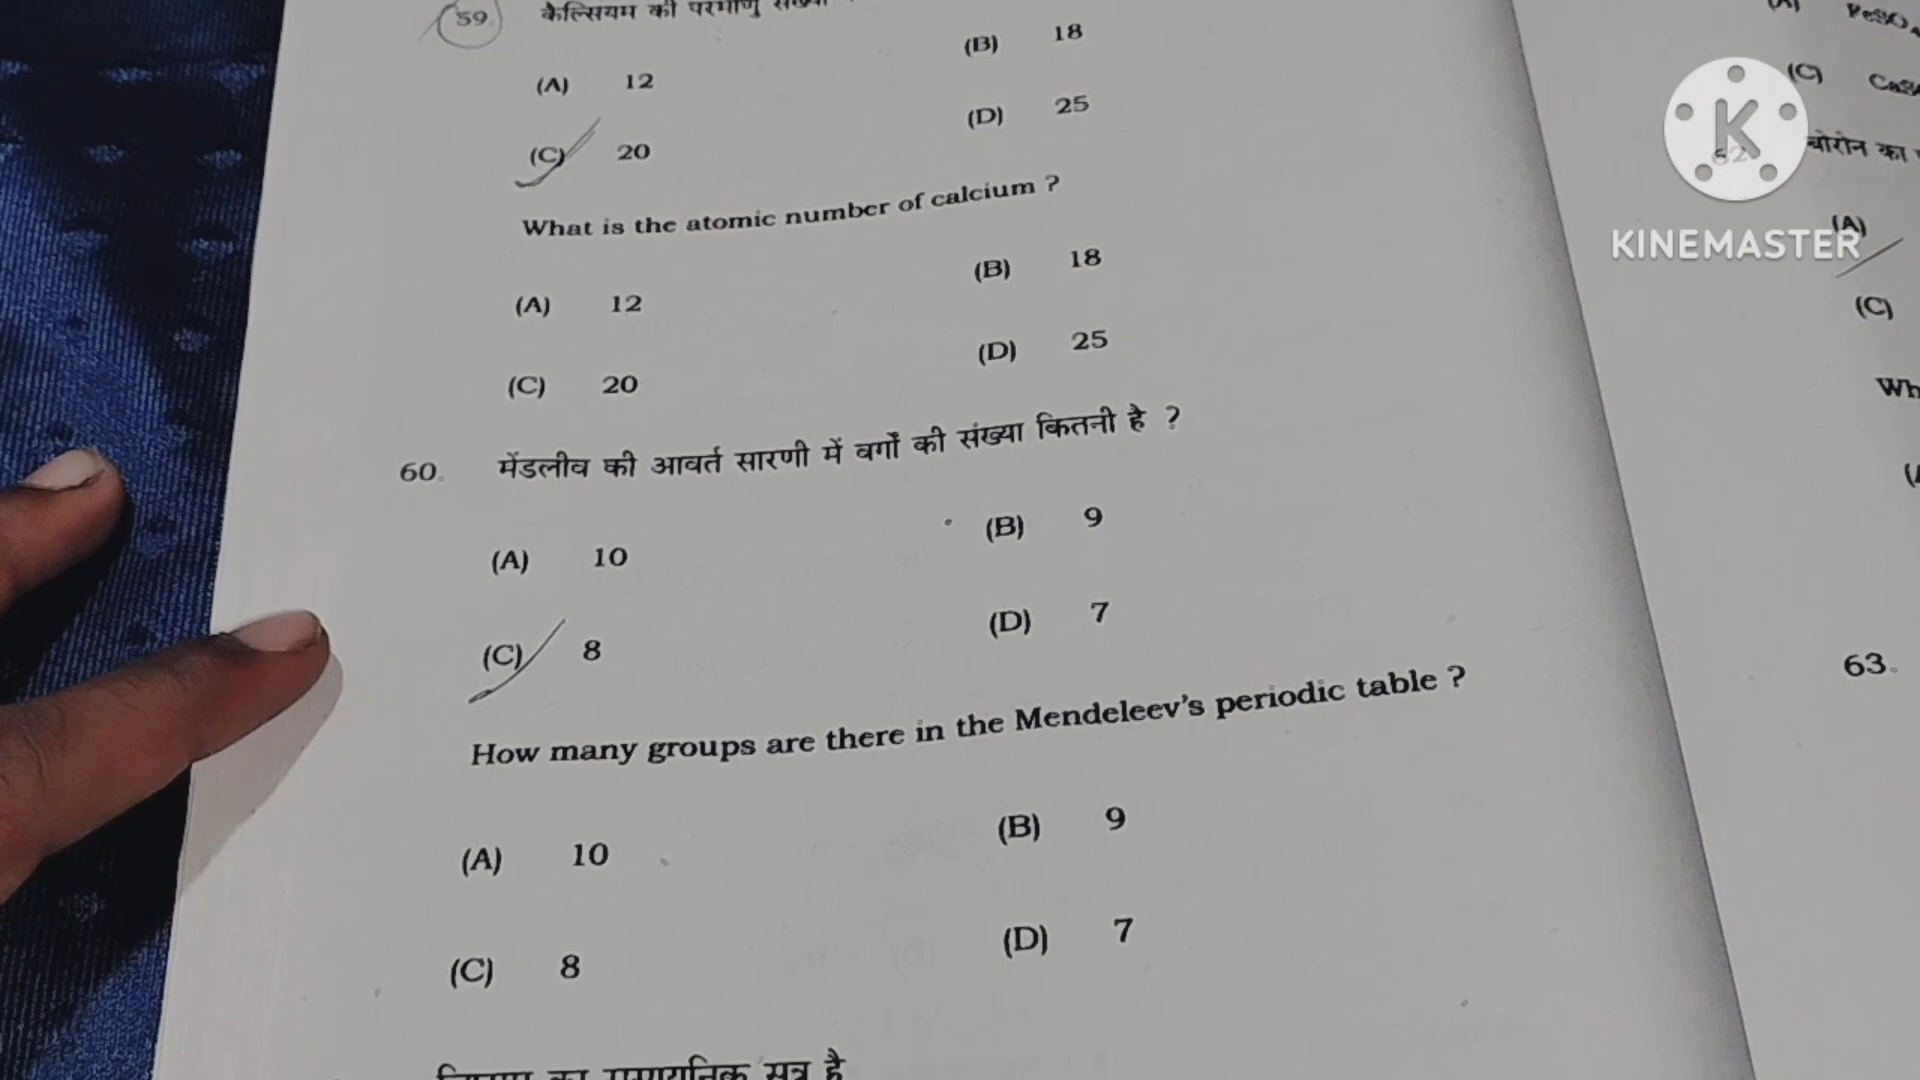 59. कैल्सियम की परमाणु
(A) 12 (B) 18
(C) 20 (D) 25
What is the atomic number of calcium ?
(A) 12 (B) 18
(C) 20 (D) 25
60. मेंडलीव की आवर्त सारणी में वर्गों की संख्या कितनी है ?
(A) 10 (B) 9
(C) 8 (D) 7
How many groups are there in the Mendeleev's periodic table ?
(A) 10 (B) 9
(C) 8 (D) 7
सूत्र है
(A)
(C)
62. बोरोन का
(A)
(C)
Wh
63.
K
KINEMASTER